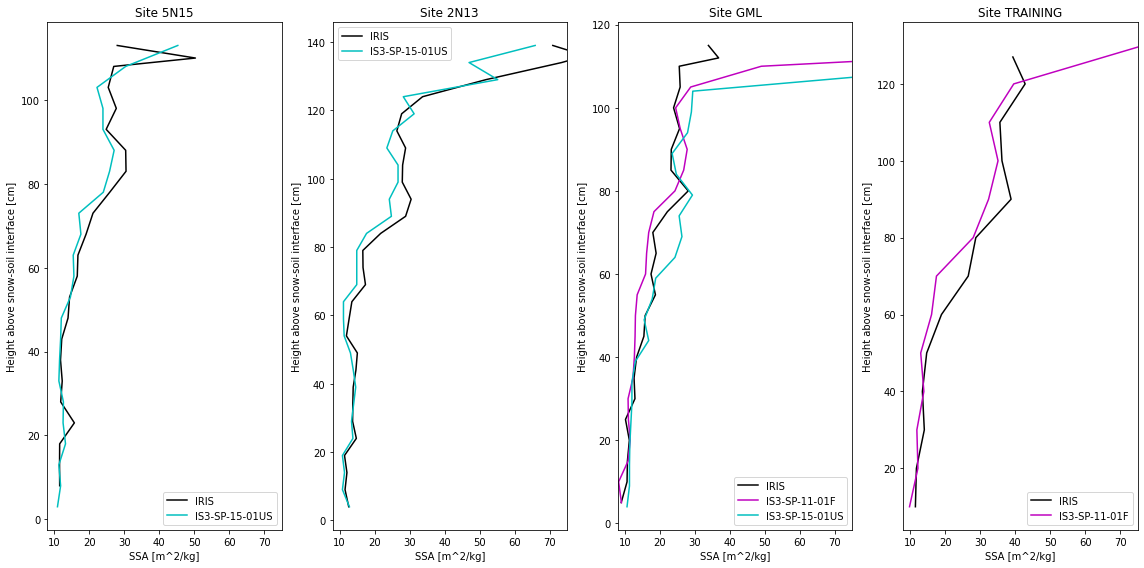 Site 5N15
Height above snow-soil interface [cm]
100
80
60
40
20
0
10 20 30 40 50 60 70
SSA [m^2/kg]
IRIS
IS3-SP-15-01US
Site 2N13
Height above snow-soil interface [cm]
140
120
100
80
60
40
20
0
10 20 30 40 50 60 70
SSA [m^2/kg]
IRIS
IS3-SP-15-01US
Site GML
Height above snow-soil interface [cm]
120
100
80
60
40
20
0
10 20 30 40 50 60 70
SSA [m^2/kg]
IRIS
IS3-SP-11-01F
IS3-SP-15-01US
Site TRAINING
Height above snow-soil interface [cm]
120
100
80
60
40
20
10 20 30 40 50 60 70
SSA [m^2/kg]
IRIS
IS3-SP-11-01F